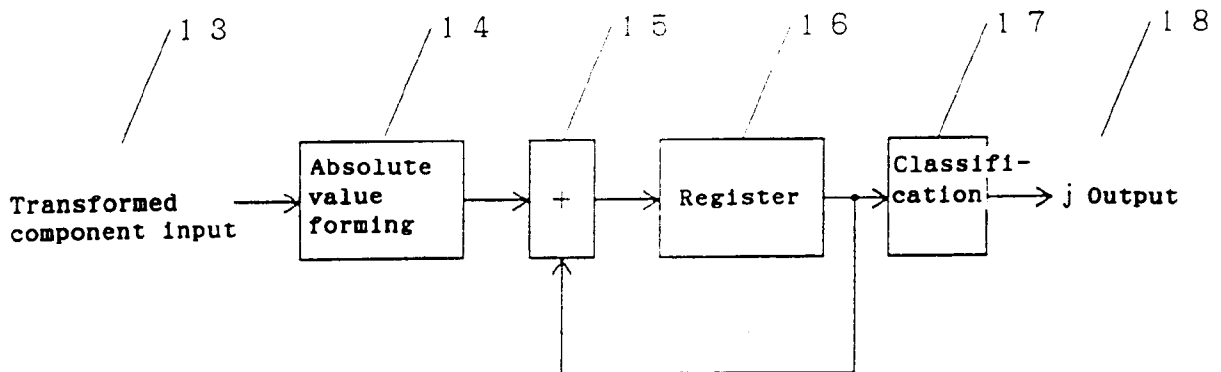 13
14
15
16
17
18
Transformed
component input
Absolute
value
forming
+
Register
Classifi-
cation
j Output